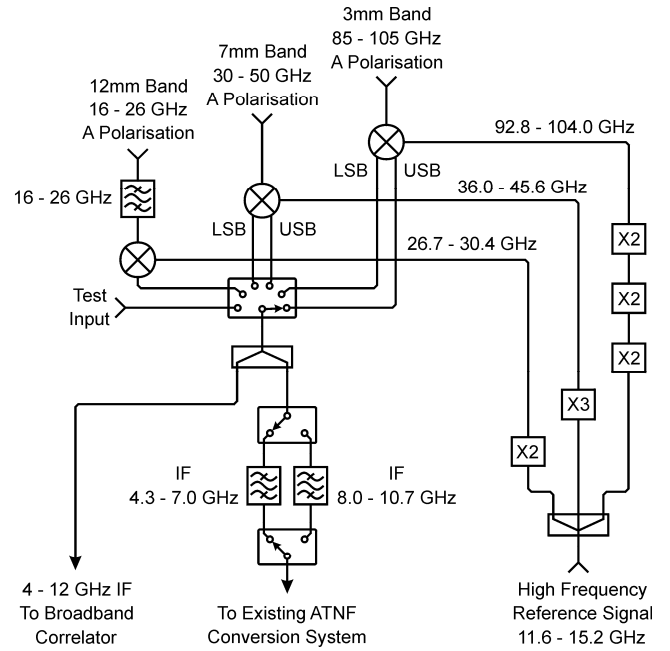 3mm Band
85 - 105 GHz
A Polarisation
7mm Band
30 - 50 GHz
A Polarisation
12mm Band
16 - 26 GHz
A Polarisation
92.8 - 104.0 GHz
LSB
USB
16 - 26 GHz
36.0 - 45.6 GHz
LSB
USB
26.7 - 30.4 GHz
X2
Test
Input
X2
X2
X3
X2
IF
4.3 - 7.0 GHz
IF
8.0 - 10.7 GHz
4 - 12 GHz IF
To Broadband
Correlator
To Existing ATNF
Conversion System
High Frequency
Reference Signal
11.6 - 15.2 GHz